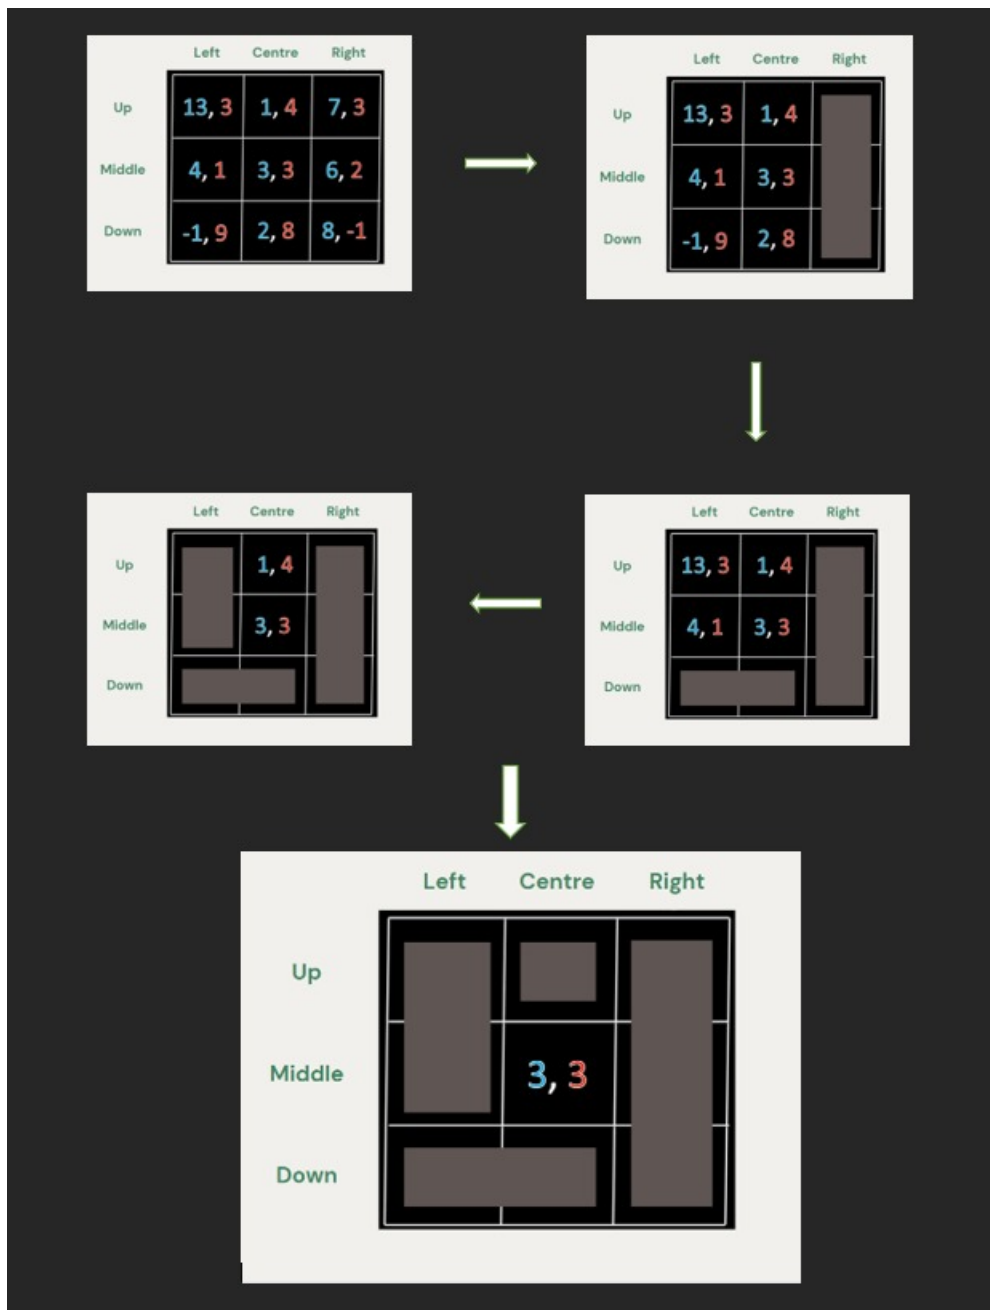 Left Centre Right
Up 13, 3 1, 4 7, 3
Middle 4, 1 3, 3 6, 2
Down -1, 9 2, 8 8, -1
Left Centre Right
Up 13, 3 1, 4
Middle 4, 1 3, 3
Down -1, 9 2, 8
Left Centre Right
Up 1, 4
Middle 3, 3
Down
Left Centre Right
Up 13, 3 1, 4
Middle 4, 1 3, 3
Down
Left Centre Right
Up
Middle 3, 3
Down